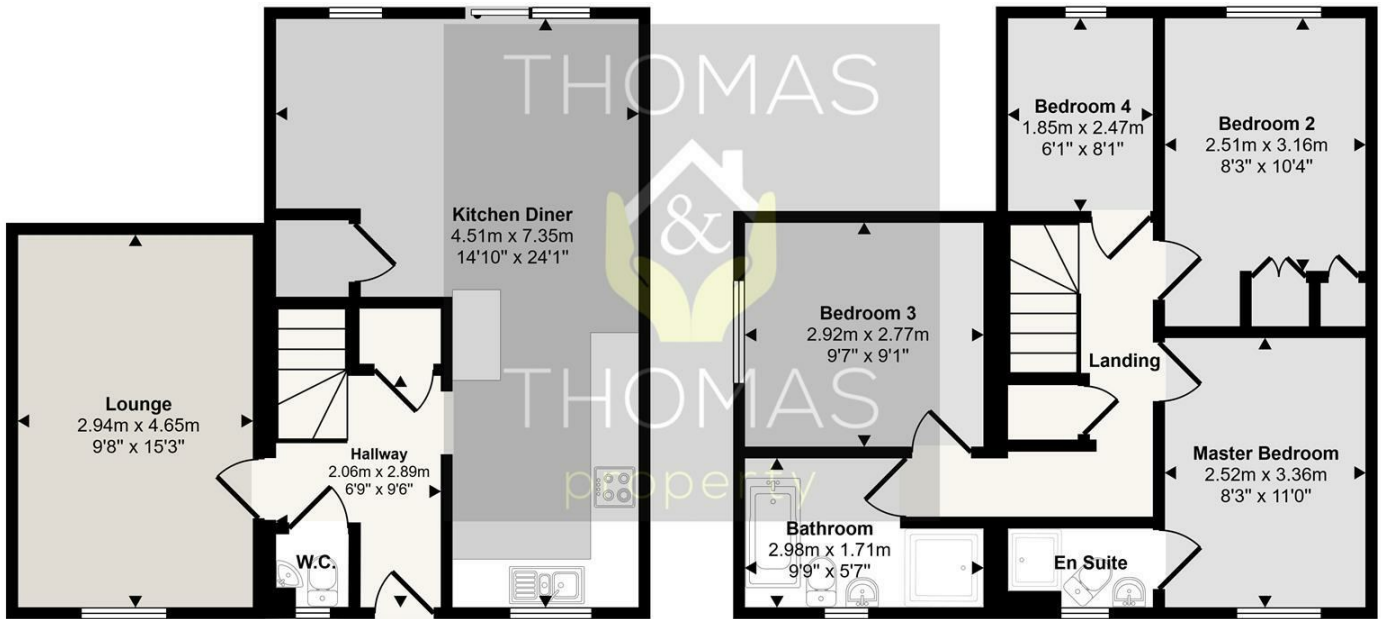 THOMAS
&
THOMAS
property
Kitchen Diner
4.51m x 7.35m
14'10" x 24'1"
Lounge
2.94m x 4.65m
9'8" x 15'3"
Hallway
2.06m x 2.89m
6'9" x 9'6"
W.C.
Bedroom 4
1.85m x 2.47m
6'1" x 8'1"
Bedroom 2
2.51m x 3.16m
8'3" x 10'4"
Bedroom 3
2.92m x 2.77m
9'7" x 9'1"
Landing
Master Bedroom
2.52m x 3.36m
8'3" x 11'0"
Bathroom
2.98m x 1.71m
9'9" x 5'7"
En Suite